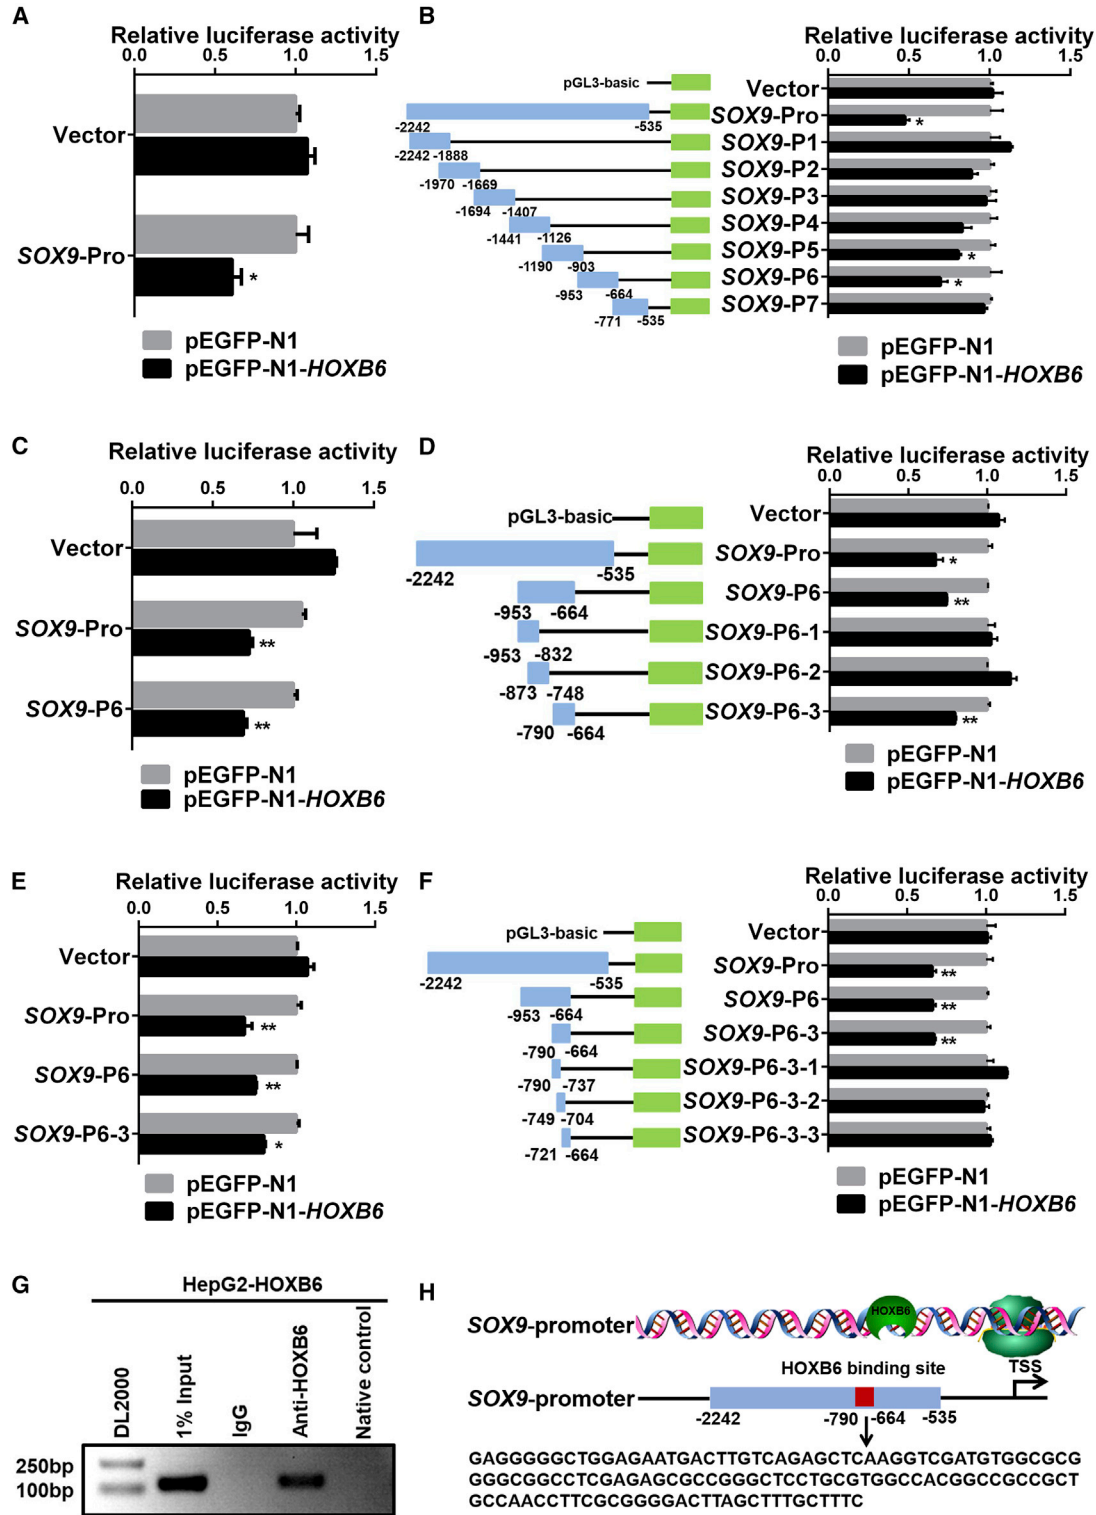 A
Relative luciferase activity
0.0 0.5 1.0 1.5
Vector
SOX9-Pro
*
pEGFP-N1
pEGFP-N1-HOXB6
B
Relative luciferase activity
0.0 0.5 1.0 1.5
pGL3-basic
Vector
-2242 -535
SOX9-Pro
*
-2242 -1888
SOX9-P1
-1970 -1669
SOX9-P2
-1694 -1407
SOX9-P3
-1441 -1126
SOX9-P4
-1190 -903
SOX9-P5
*
-953 -664
SOX9-P6
*
-771 -535
SOX9-P7
pEGFP-N1
pEGFP-N1-HOXB6
C
Relative luciferase activity
0.0 0.5 1.0 1.5
Vector
SOX9-Pro
**
SOX9-P6
**
pEGFP-N1
pEGFP-N1-HOXB6
D
Relative luciferase activity
0.0 0.5 1.0 1.5
pGL3-basic
Vector
-2242 -535
SOX9-Pro
*
-953 -664
SOX9-P6
**
-953 -832
SOX9-P6-1
-873 -748
SOX9-P6-2
-790 -664
SOX9-P6-3
**
pEGFP-N1
pEGFP-N1-HOXB6
E
Relative luciferase activity
0.0 0.5 1.0 1.5
Vector
SOX9-Pro
**
SOX9-P6
**
SOX9-P6-3
*
pEGFP-N1
pEGFP-N1-HOXB6
F
Relative luciferase activity
0.0 0.5 1.0 1.5
pGL3-basic
Vector
-2242 -535
SOX9-Pro
**
-953 -664
SOX9-P6
**
-790 -664
SOX9-P6-3
**
-790 -737
SOX9-P6-3-1
-749 -704
SOX9-P6-3-2
-721 -664
SOX9-P6-3-3
pEGFP-N1
pEGFP-N1-HOXB6
G
HepG2-HOXB6
DL2000
1% Input
IgG
Anti-HOXB6
Native control
250bp
100bp
H
HOXB6
SOX9-promoter
TSS
HOXB6 binding site
SOX9-promoter
-2242 -790 -664 -535
GAGGGGGCTGGAGAATGACTTGTCAGAGCTCAAGGTCGATGTGGCGCG
GGGCGGCCTCGAGAGCGCCGGGCTCCTGCGTGGCCACGGCCGCCGCT
GCCAACCTTCGCGGGGACTTAGCTTTGCTTTC